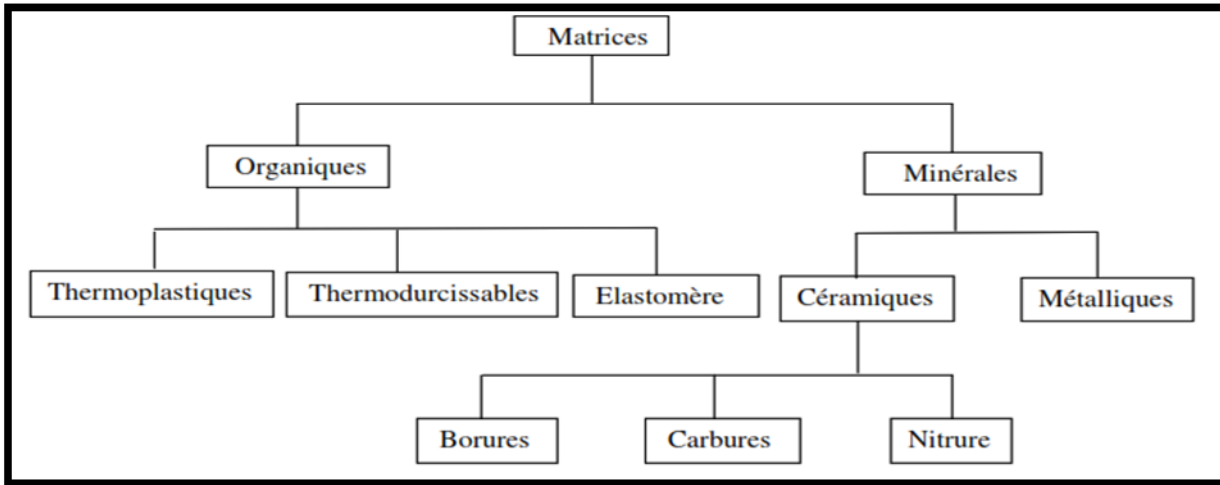 Matrices
Organiques
Minérales
Thermoplastiques
Thermodurcissables
Elastomère
Céramiques
Métalliques
Borures
Carbures
Nitrure